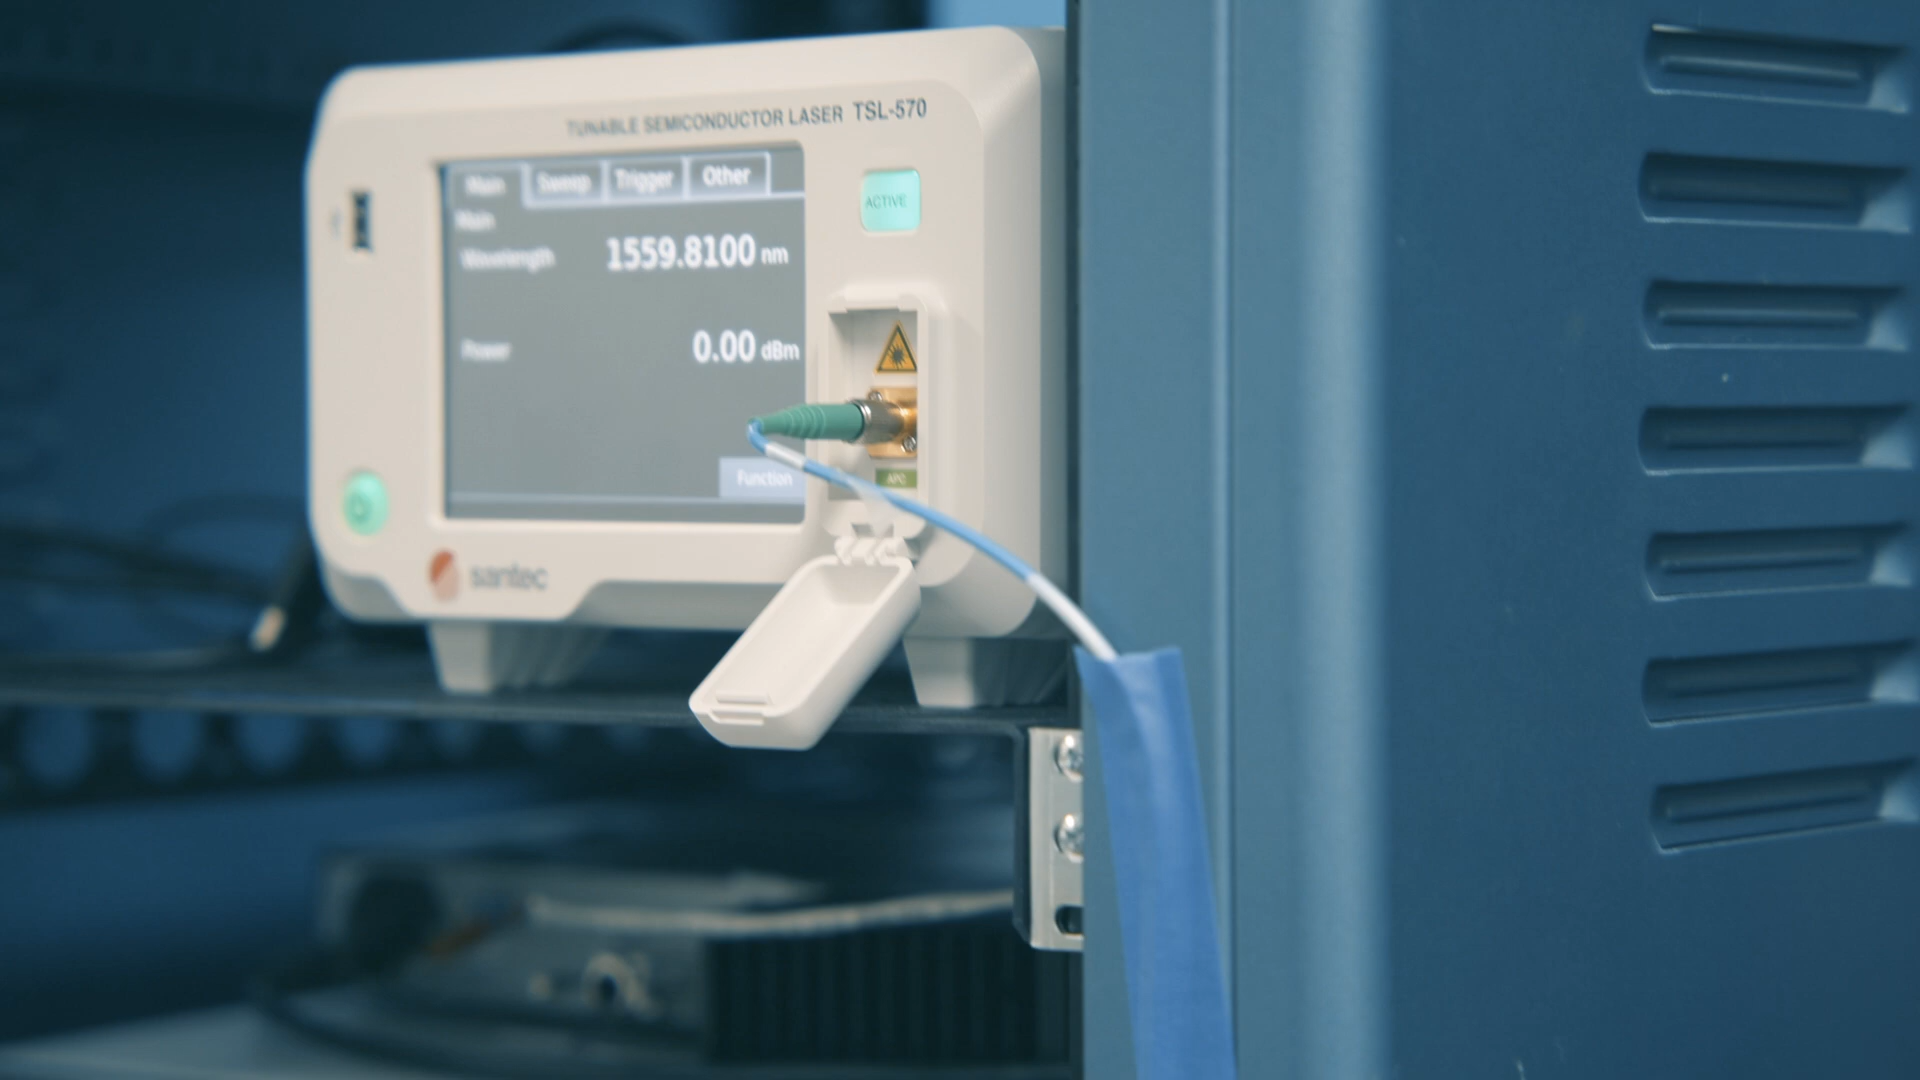 TUNABLE SEMICONDUCTOR LASER TSL-570
Main Sweep Trigger Other
Main
Wavelength 1559.8100 nm
Power 0.00 dBm
Function
ACTIVE
APC
santec